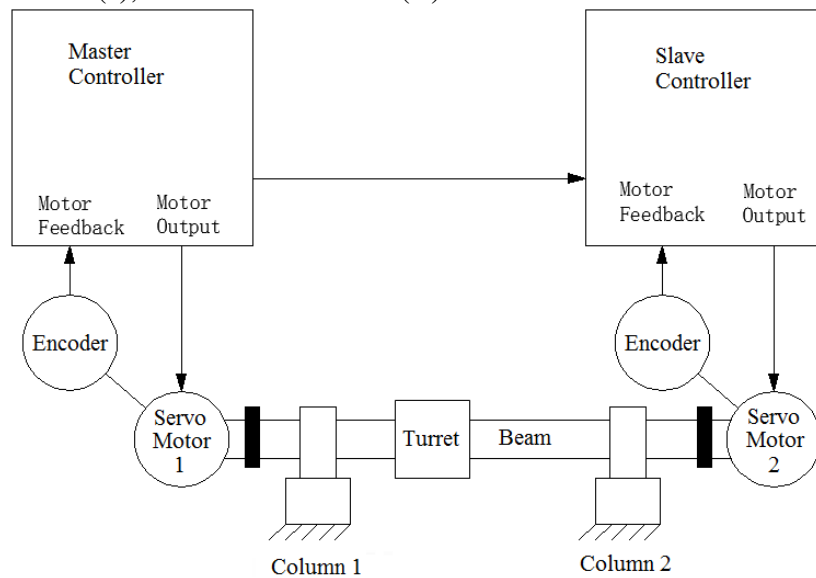 Master
Controller
Slave
Controller
Motor
Feedback
Motor
Output
Motor
Feedback
Motor
Output
Encoder
Encoder
Servo
Motor
1
Turret
Beam
Servo
Motor
2
Column 1
Column 2